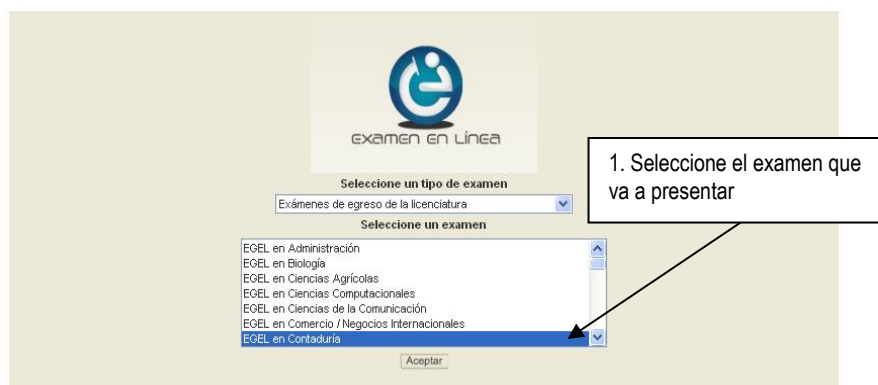 examen en Línea
1. Seleccione el examen que
va a presentar
Seleccione un tipo de examen
Exámenes de egreso de la licenciatura
Seleccione un examen
EGEL en Administración
EGEL en Biología
EGEL en Ciencias Agrícolas
EGEL en Ciencias Computacionales
EGEL en Ciencias de la Comunicación
EGEL en Comercio / Negocios Internacionales
EGEL en Contaduría
Aceptar